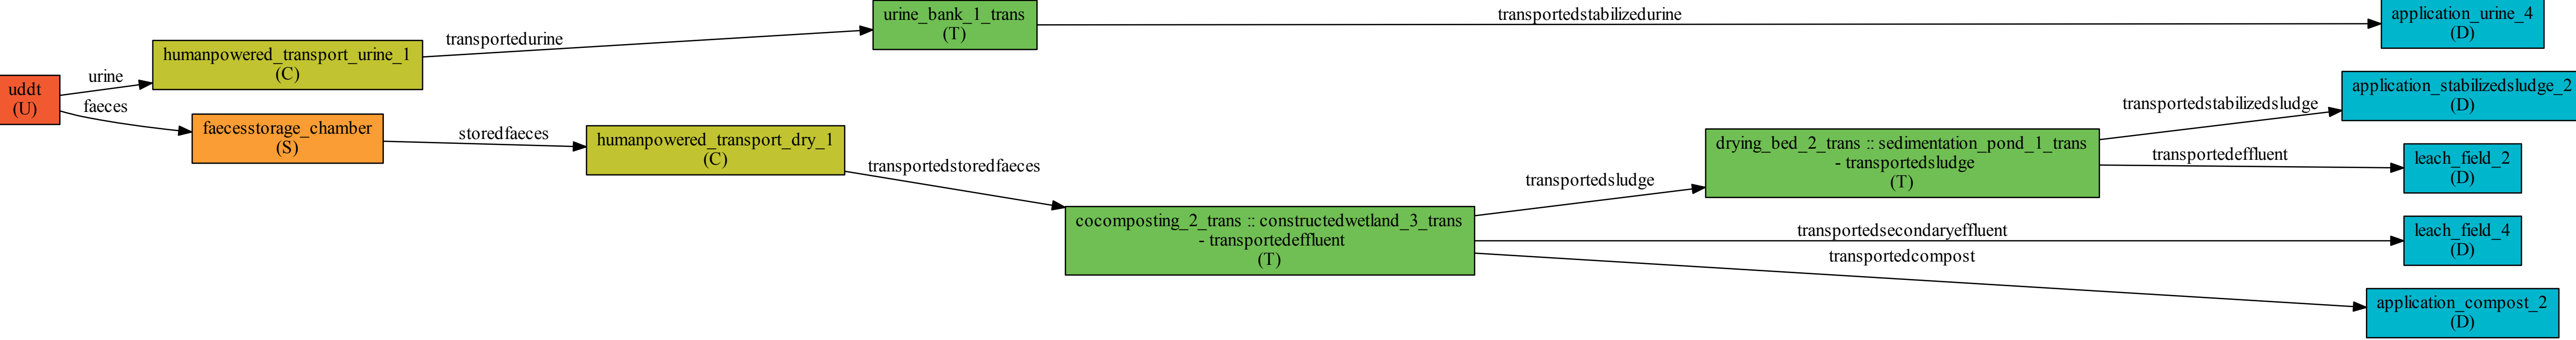 uddt
(U)
urine
faeces
humanpowered_transport_urine_1
(C)
faecesstorage_chamber
(S)
transportedurine
storedfaeces
humanpowered_transport_dry_1
(C)
urine_bank_1_trans
(T)
transportedstoredfaeces
cocomposting_2_trans :: constructedwetland_3_trans
- transportedeffluent
(T)
transportedstabilizedurine
transportedsludge
transportedsecondaryeffluent
transportedcompost
drying_bed_2_trans :: sedimentation_pond_1_trans
- transportedsludge
(T)
transportedstabilizedsludge
transportedeffluent
application_urine_4
(D)
application_stabilizedsludge_2
(D)
leach_field_2
(D)
leach_field_4
(D)
application_compost_2
(D)